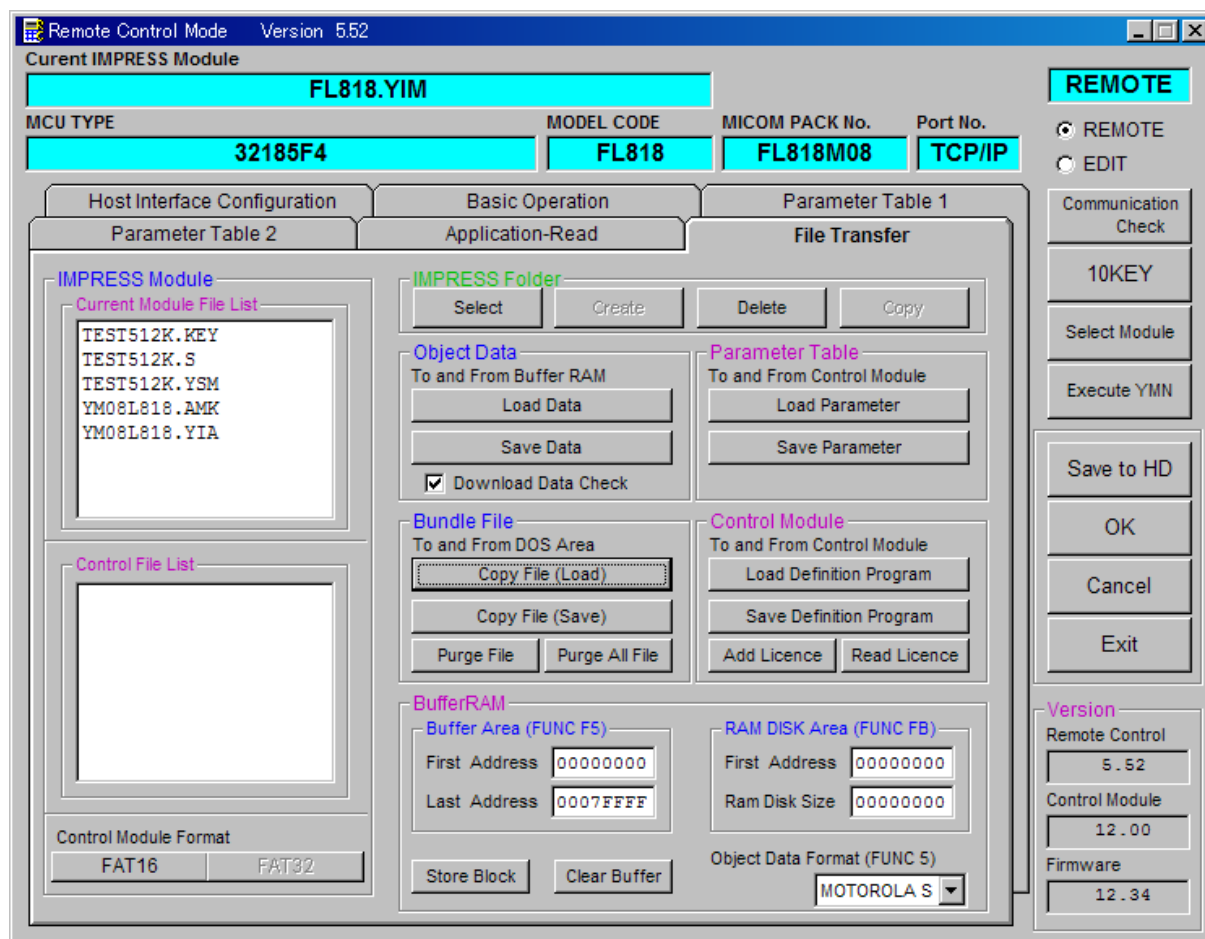 Remote Control Mode Version 5.52
Curent IMPRESS Module
FL818.YIM
REMOTE
MCU TYPE MODEL CODE MICOM PACK No. Port No.
32185F4 FL818 FL818M08 TCP/IP
REMOTE
EDIT
Host Interface Configuration Basic Operation Parameter Table 1
Parameter Table 2 Application-Read File Transfer
Communication
Check
10KEY
Select Module
Execute YMN
Save to HD
OK
Cancel
Exit
IMPRESS Module
Current Module File List
TEST512K.KEY
TEST512K.S
TEST512K.YSM
YM08L818.AMK
YM08L818.YIA
Control File List
Control Module Format
FAT16 FAT32
IMPRESS Folder
Select Create Delete Copy
Object Data
To and From Buffer RAM
Load Data
Save Data
Download Data Check
Parameter Table
To and From Control Module
Load Parameter
Save Parameter
Bundle File
To and From DOS Area
Copy File (Load)
Copy File (Save)
Purge File Purge All File
Control Module
To and From Control Module
Load Definition Program
Save Definition Program
Add Licence Read Licence
BufferRAM
Buffer Area (FUNC F5)
First Address 00000000
Last Address 0007FFFF
RAM DISK Area (FUNC FB)
First Address 00000000
Ram Disk Size 00000000
Store Block Clear Buffer
Object Data Format (FUNC 5)
MOTOROLA S
Version
Remote Control
5.52
Control Module
12.00
Firmware
12.34